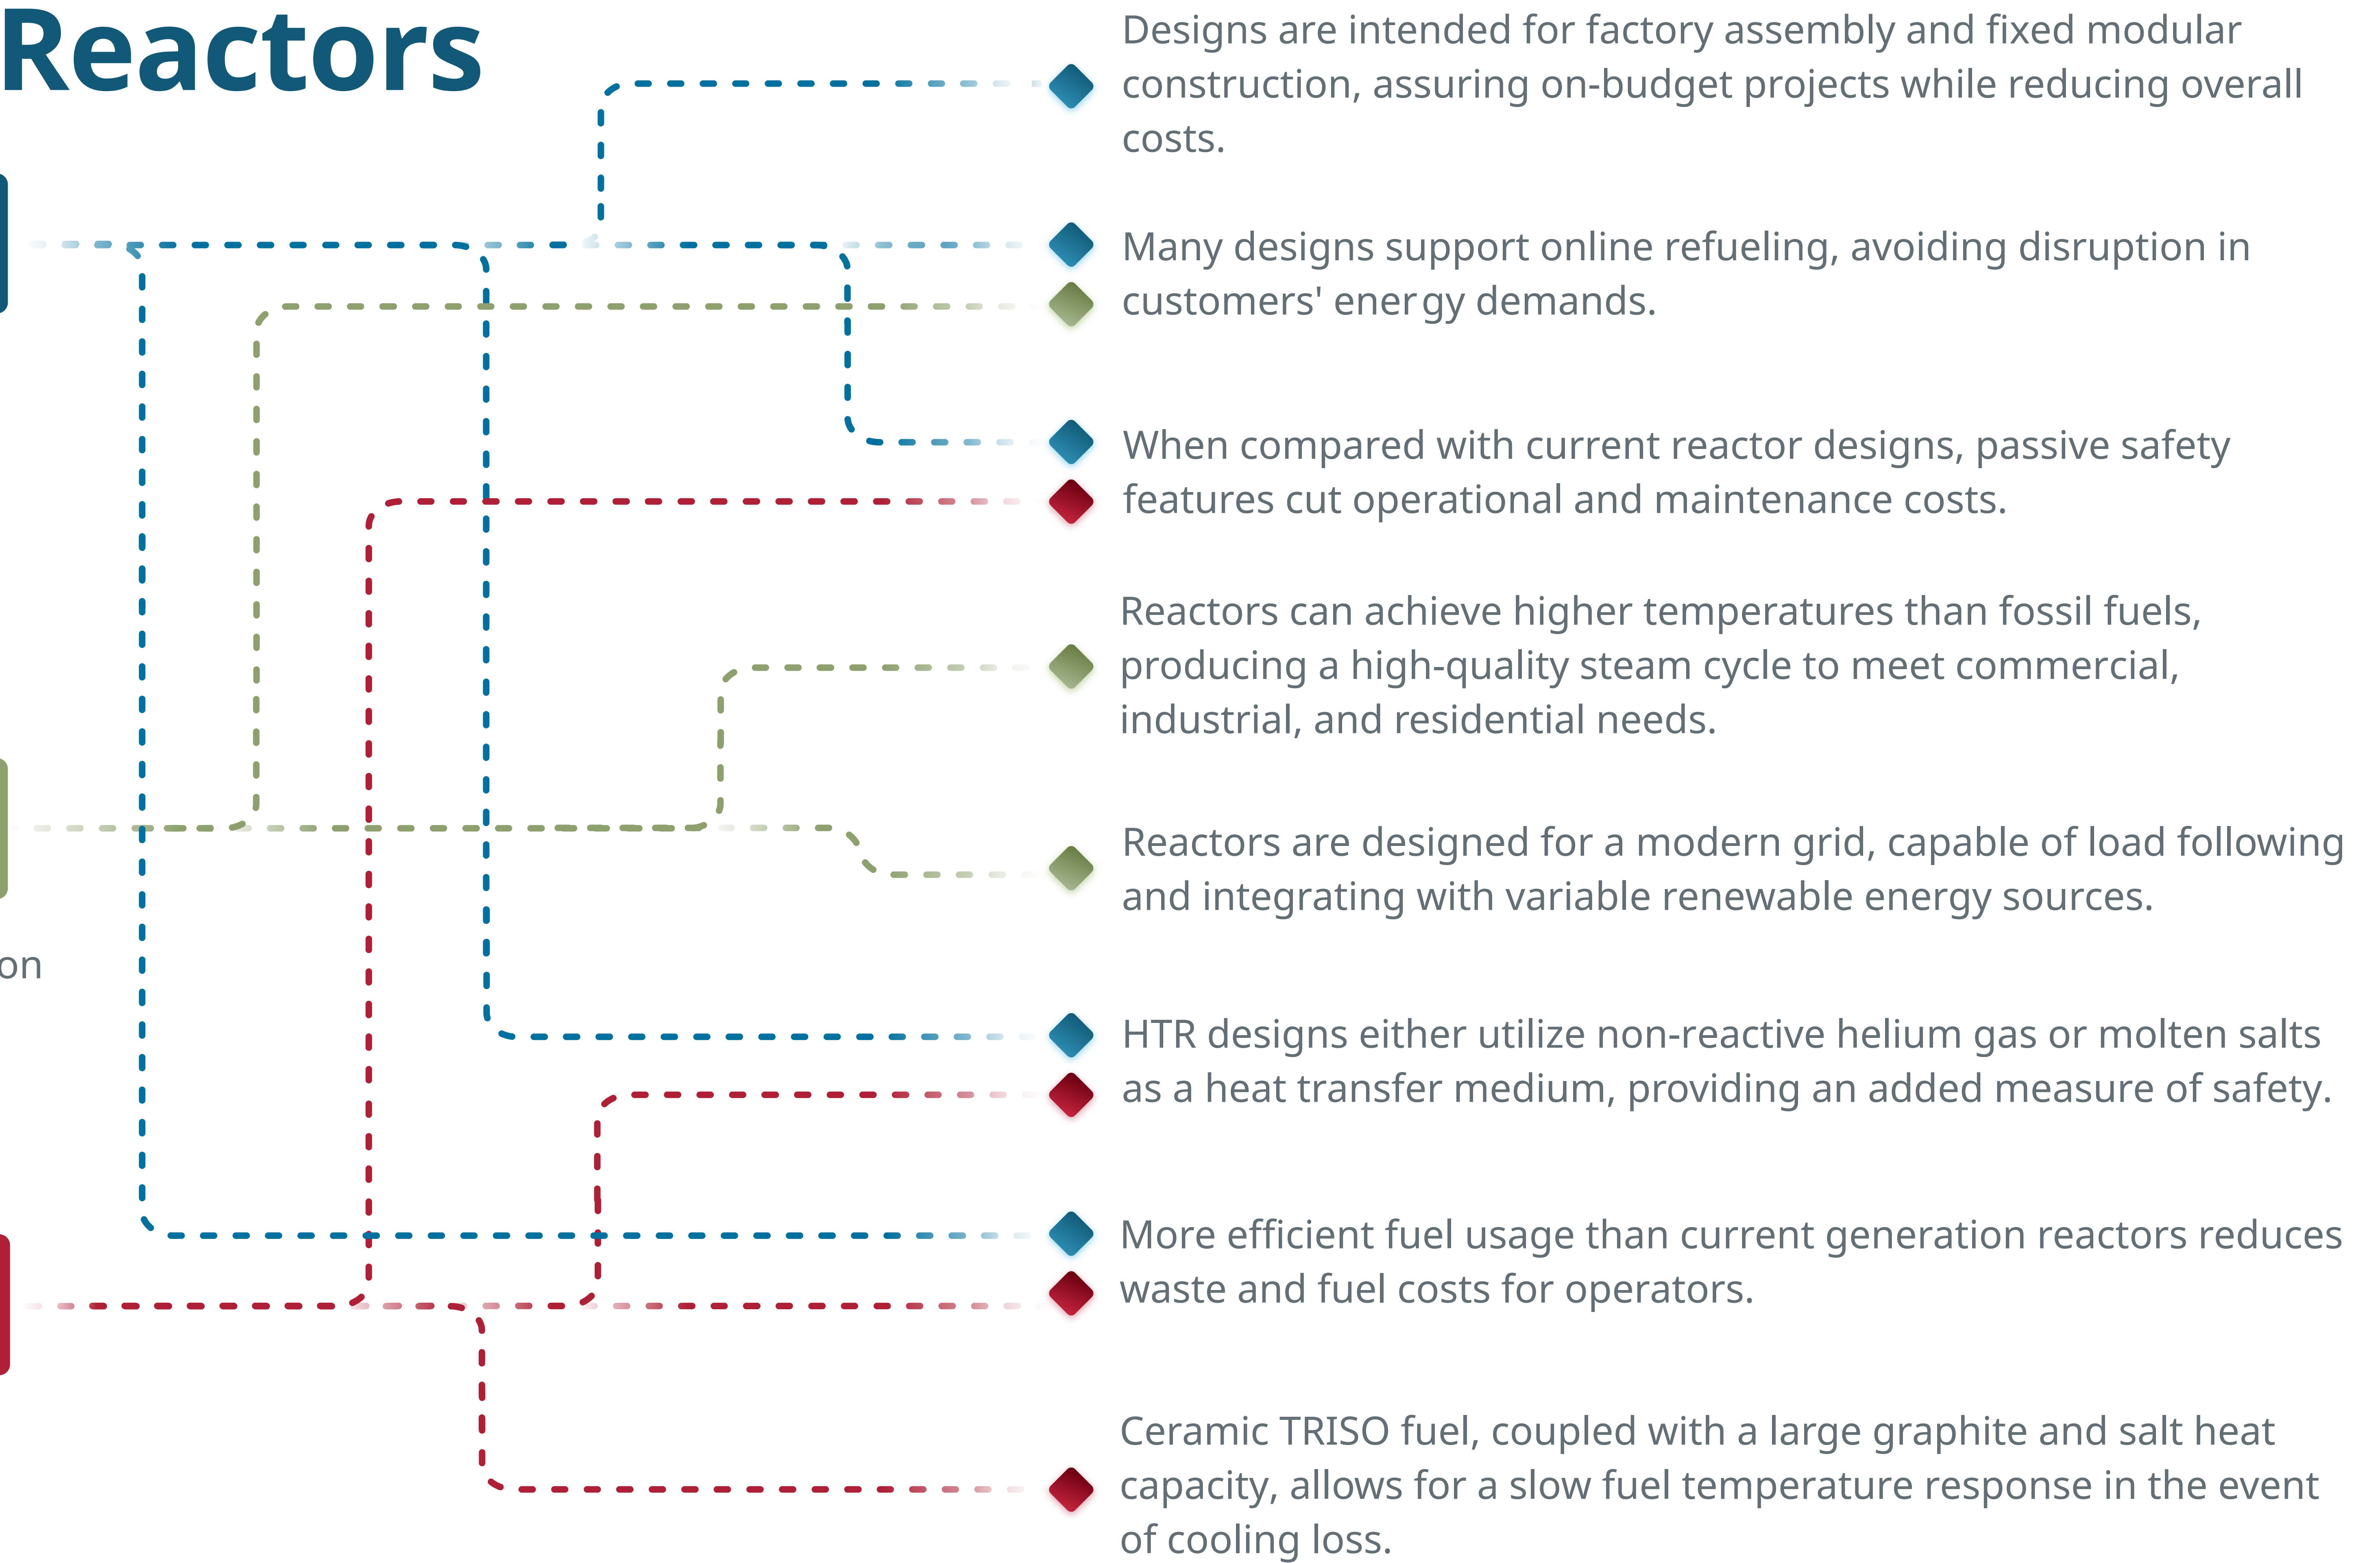 Reactors
Designs are intended for factory assembly and fixed modular
construction, assuring on-budget projects while reducing overall
costs.
Many designs support online refueling, avoiding disruption in
customers' energy demands.
When compared with current reactor designs, passive safety
features cut operational and maintenance costs.
Reactors can achieve higher temperatures than fossil fuels,
producing a high-quality steam cycle to meet commercial,
industrial, and residential needs.
Reactors are designed for a modern grid, capable of load following
and integrating with variable renewable energy sources.
on
HTR designs either utilize non-reactive helium gas or molten salts
as a heat transfer medium, providing an added measure of safety.
More efficient fuel usage than current generation reactors reduces
waste and fuel costs for operators.
Ceramic TRISO fuel, coupled with a large graphite and salt heat
capacity, allows for a slow fuel temperature response in the event
of cooling loss.